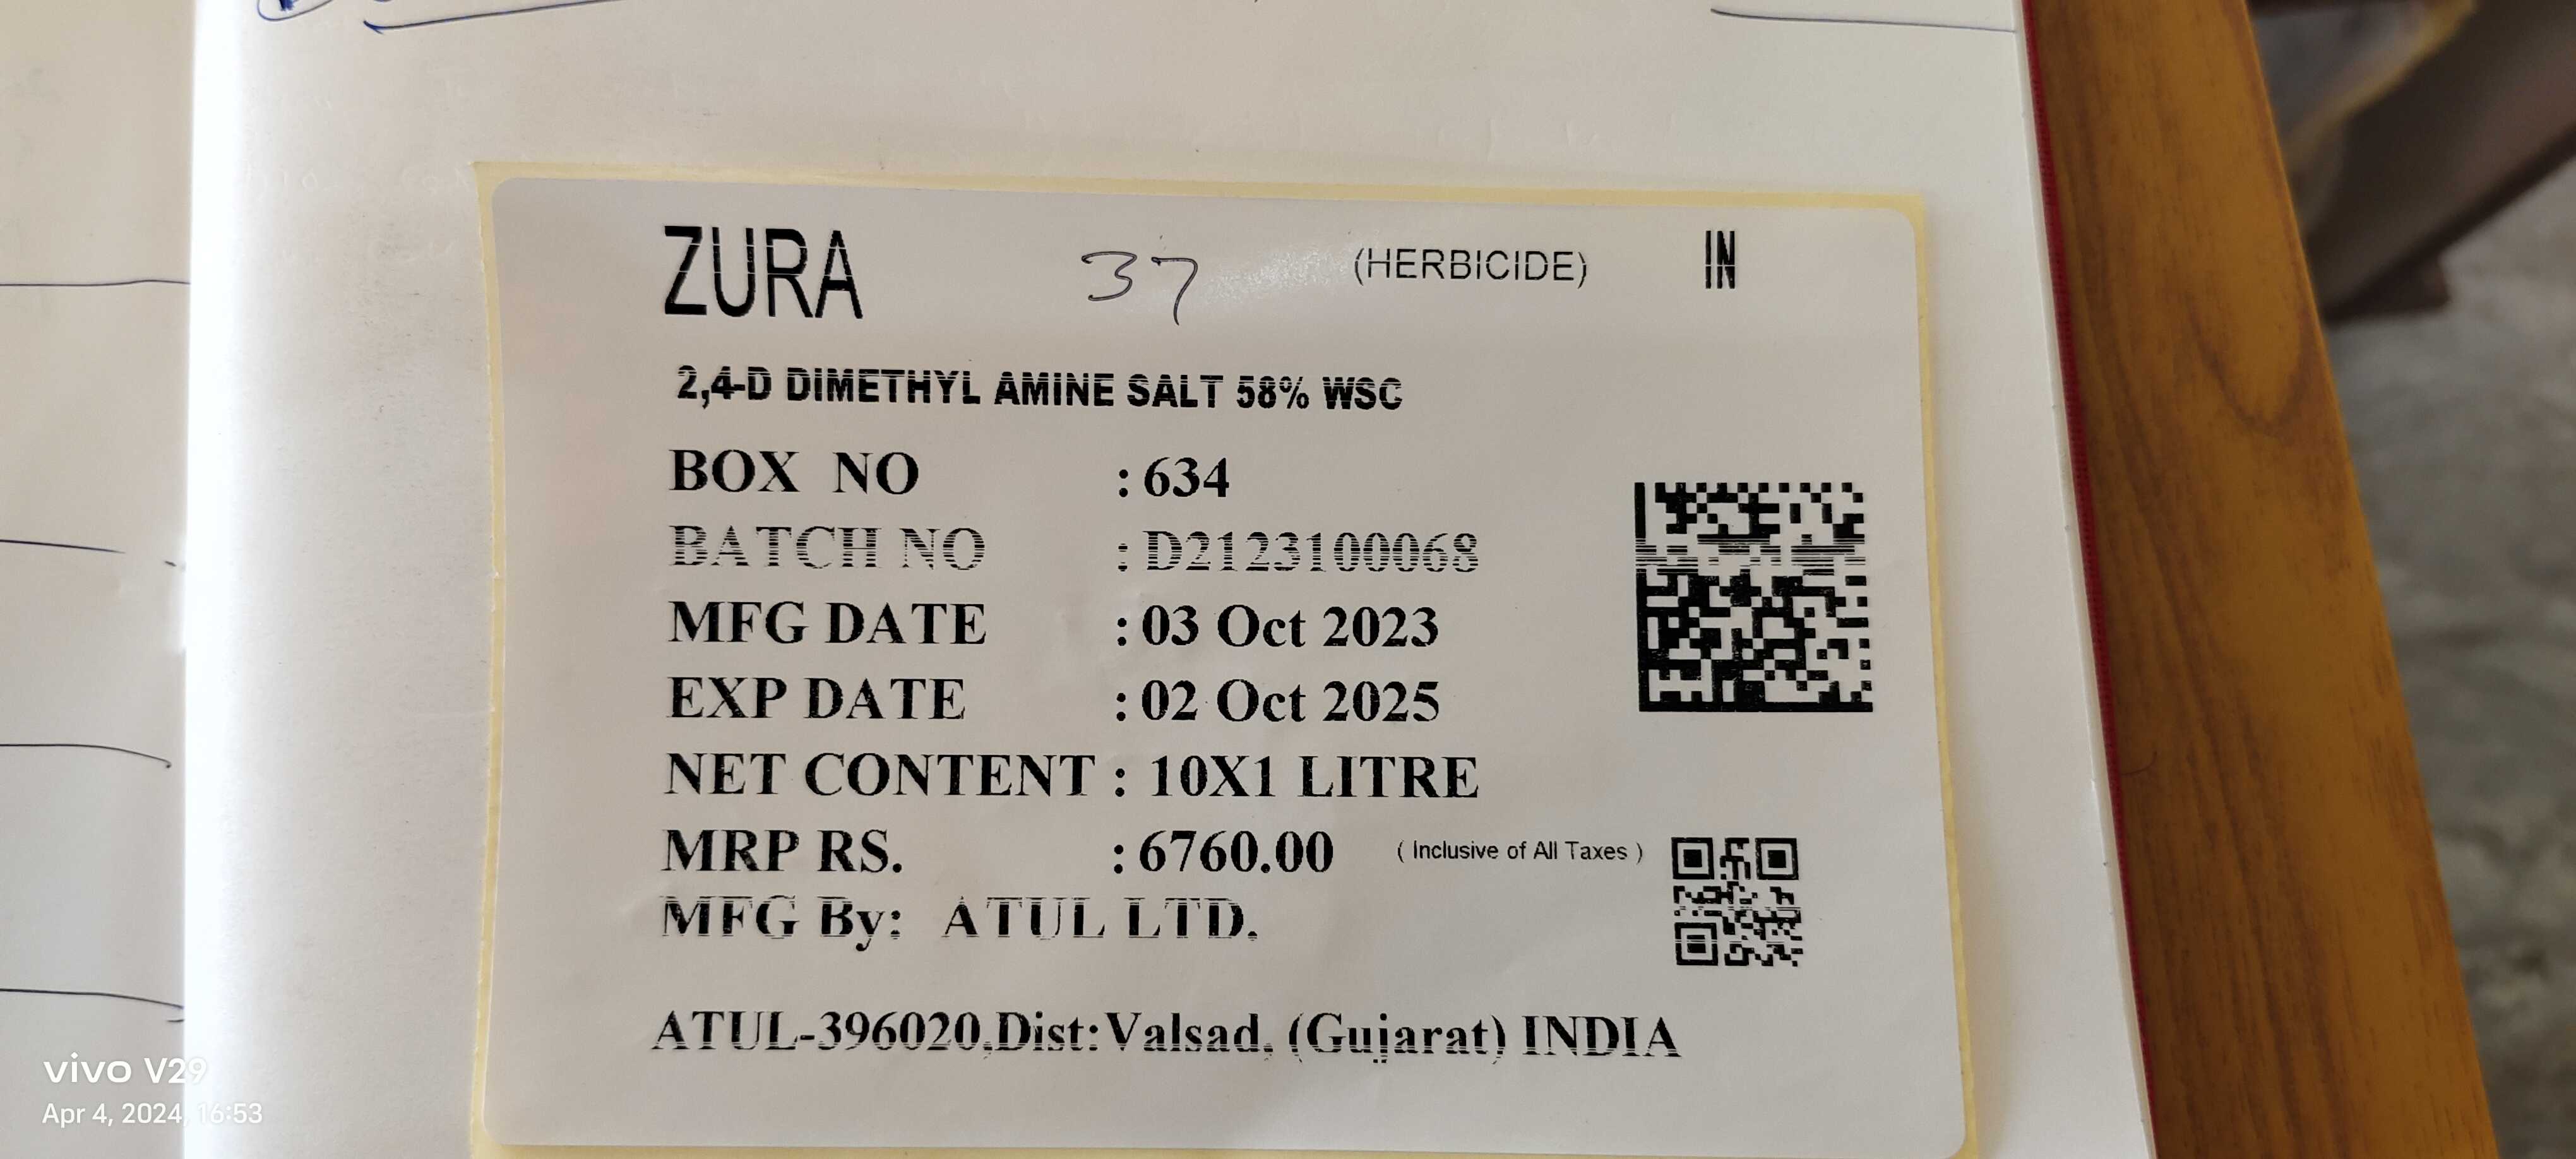 ZURA 37 (HERBICIDE) IN
2,4-D DIMETHYL AMINE SALT 58% WSC
BOX NO : 634
BATCH NO : D2123100068
MFG DATE : 03 Oct 2023
EXP DATE : 02 Oct 2025
NET CONTENT : 10X1 LITRE
MRP RS. : 6760.00 ( Inclusive of All Taxes )
MFG By: ATUL LTD.
ATUL-396020,Dist:Valsad, (Gujarat) INDIA
vivo V29
Apr 4, 2024, 16:53